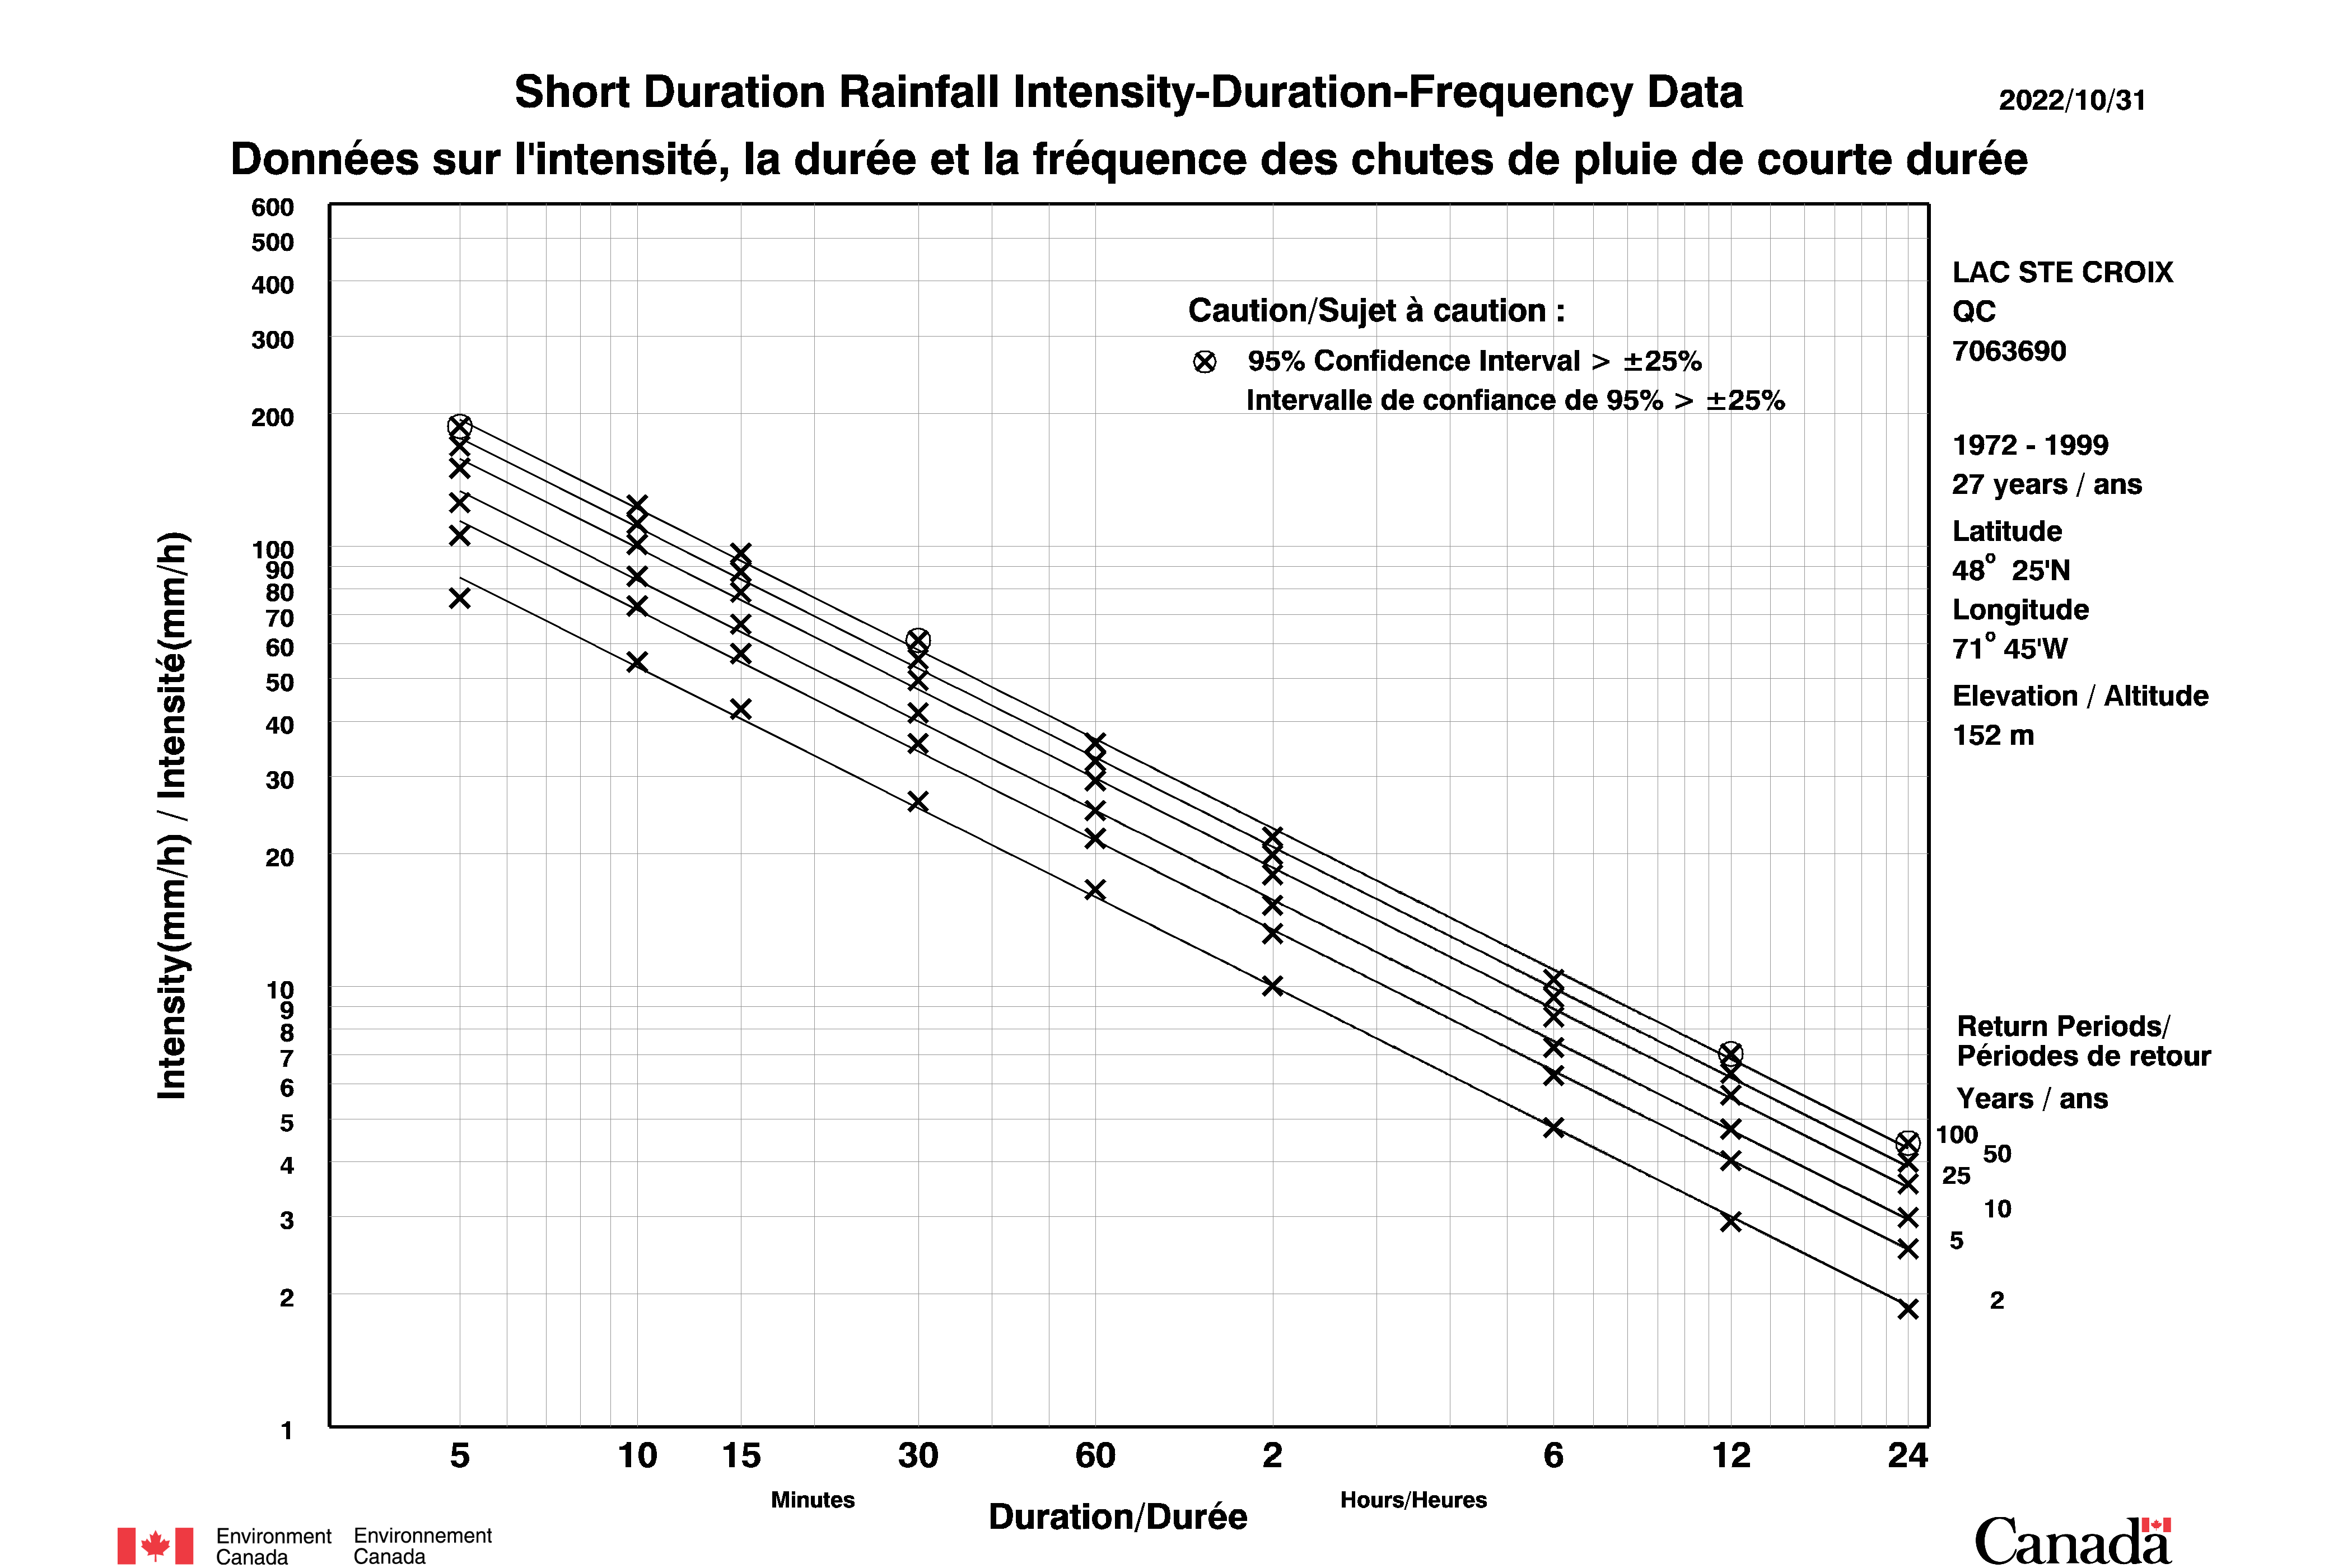 Short Duration Rainfall Intensity-Duration-Frequency Data
2022/10/31
Données sur l'intensité, la durée et la fréquence des chutes de pluie de courte durée
600
500
400
300
200
100
90
80
70
60
50
40
30
20
10
9
8
7
6
5
4
3
2
1
Intensity(mm/h) / Intensité(mm/h)
Caution/Sujet à caution :
95% Confidence Interval > ±25%
Intervalle de confiance de 95% > ±25%
LAC STE CROIX
QC
7063690
1972 - 1999
27 years / ans
Latitude
48° 25'N
Longitude
71° 45'W
Elevation / Altitude
152 m
Return Periods/
Périodes de retour
Years / ans
100
50
25
10
5
2
5 10 15 30 60 2 6 12 24
Minutes
Hours/Heures
Duration/Durée
Environment Environnement
Canada Canada
Canada